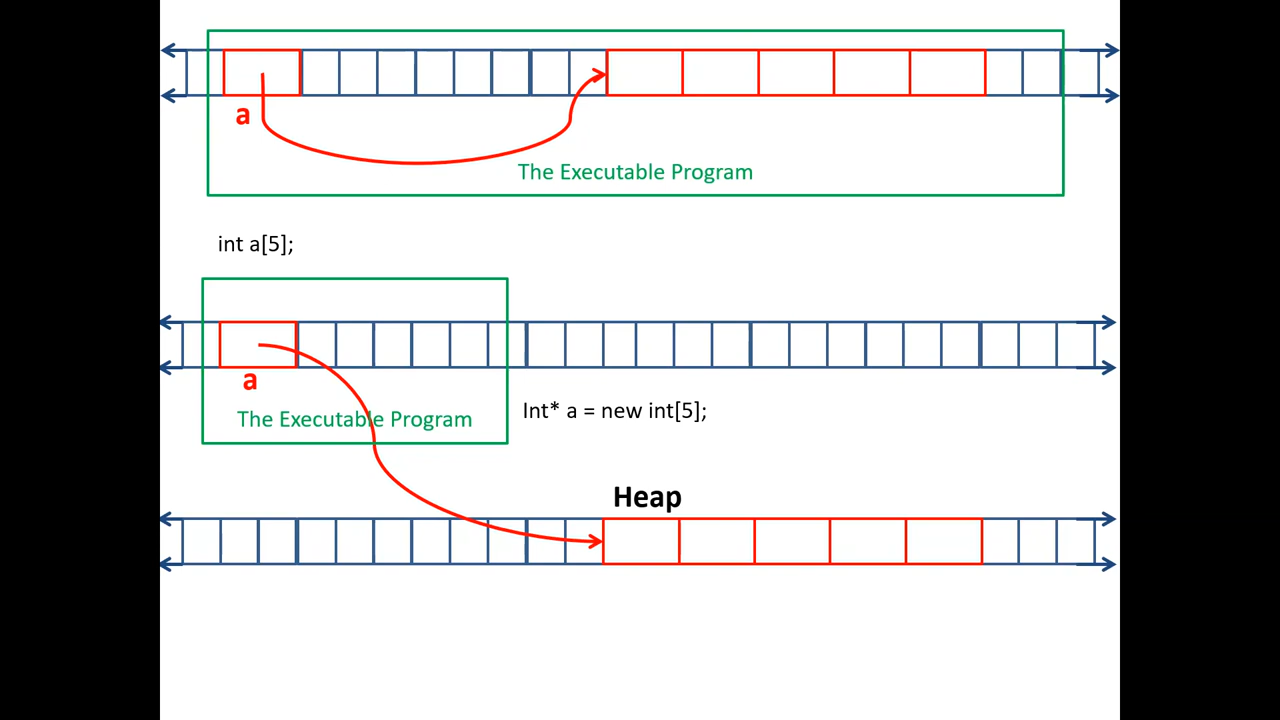 a
The Executable Program
int a[5];
a
The Executable Program
Int* a = new int[5];
Heap